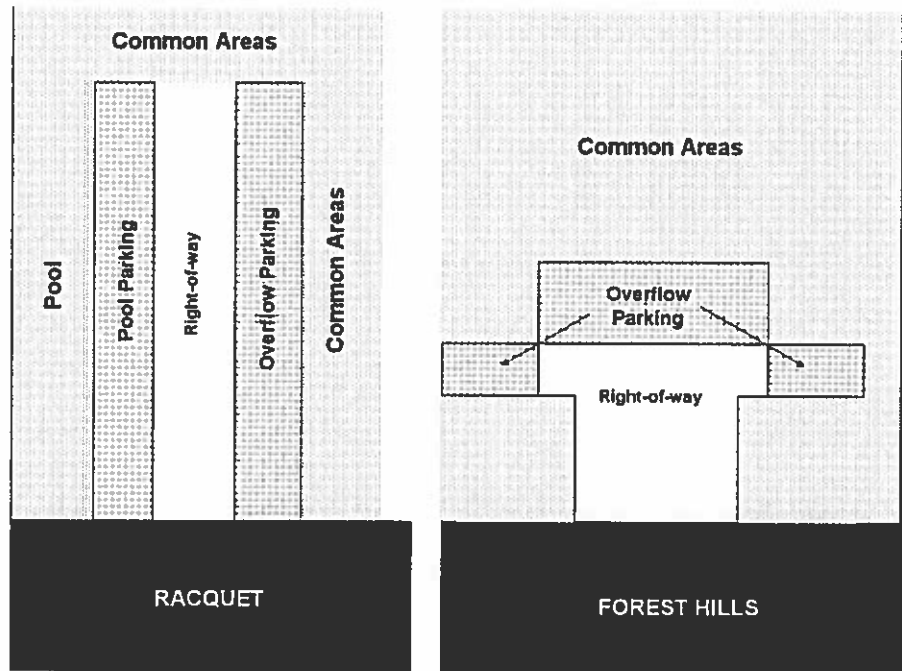 Common Areas
Pool
Pool Parking
Right-of-way
Overflow Parking
Common Areas
RACQUET
Common Areas
Overflow
Parking
Right-of-way
FOREST HILLS